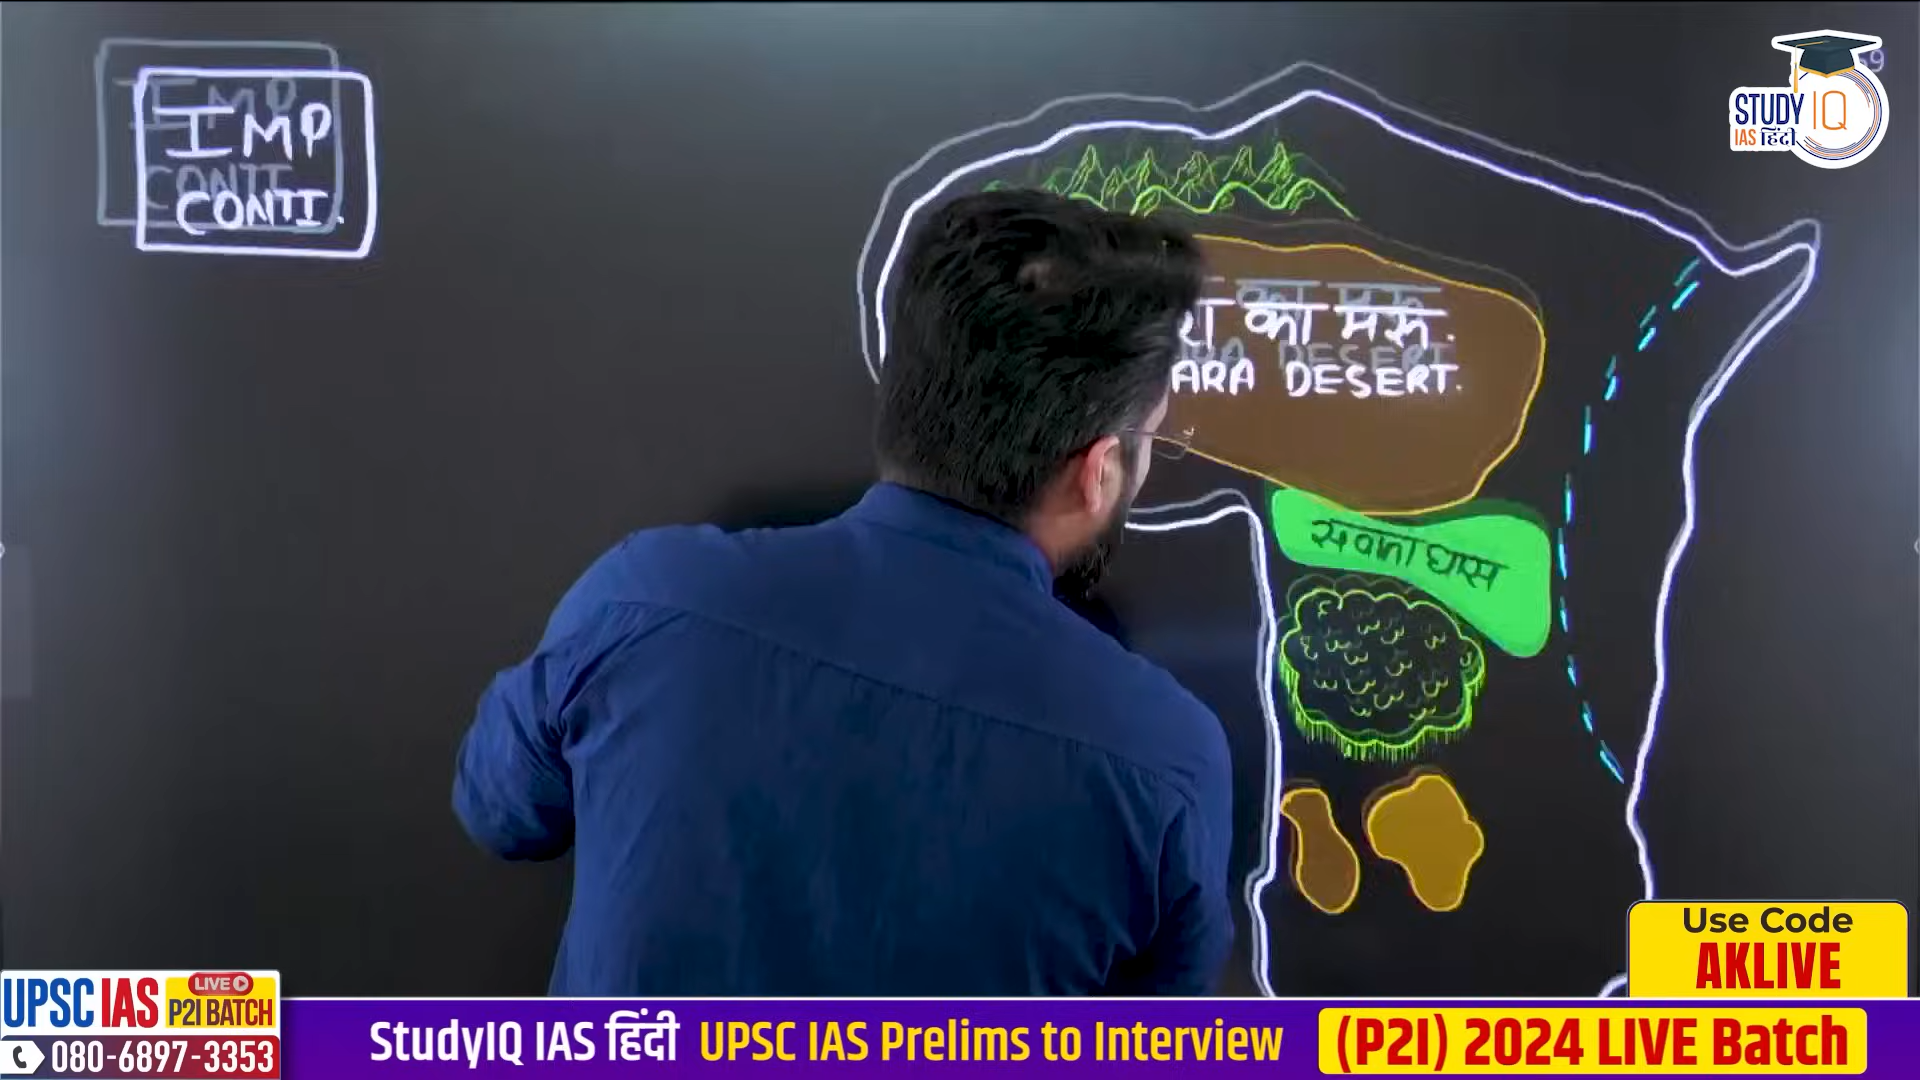 IMP
CONTI.
STUDY IQ
IAS हिंदी
का मरू.
ARA DESERT.
सवाना घास
Use Code
AKLIVE
UPSC IAS
LIVE
P2I BATCH
080-6897-3353
StudyIQ IAS हिंदी UPSC IAS Prelims to Interview (P2I) 2024 LIVE Batch